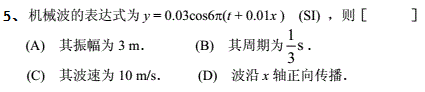 5、机械波的表达式为 y = 0.03cos6π(t + 0.01x ) (SI) ，则 [ ]
(A) 其振幅为 3 m． (B) 其周期为 1/3 s．
(C) 其波速为 10 m/s． (D) 波沿 x 轴正向传播．